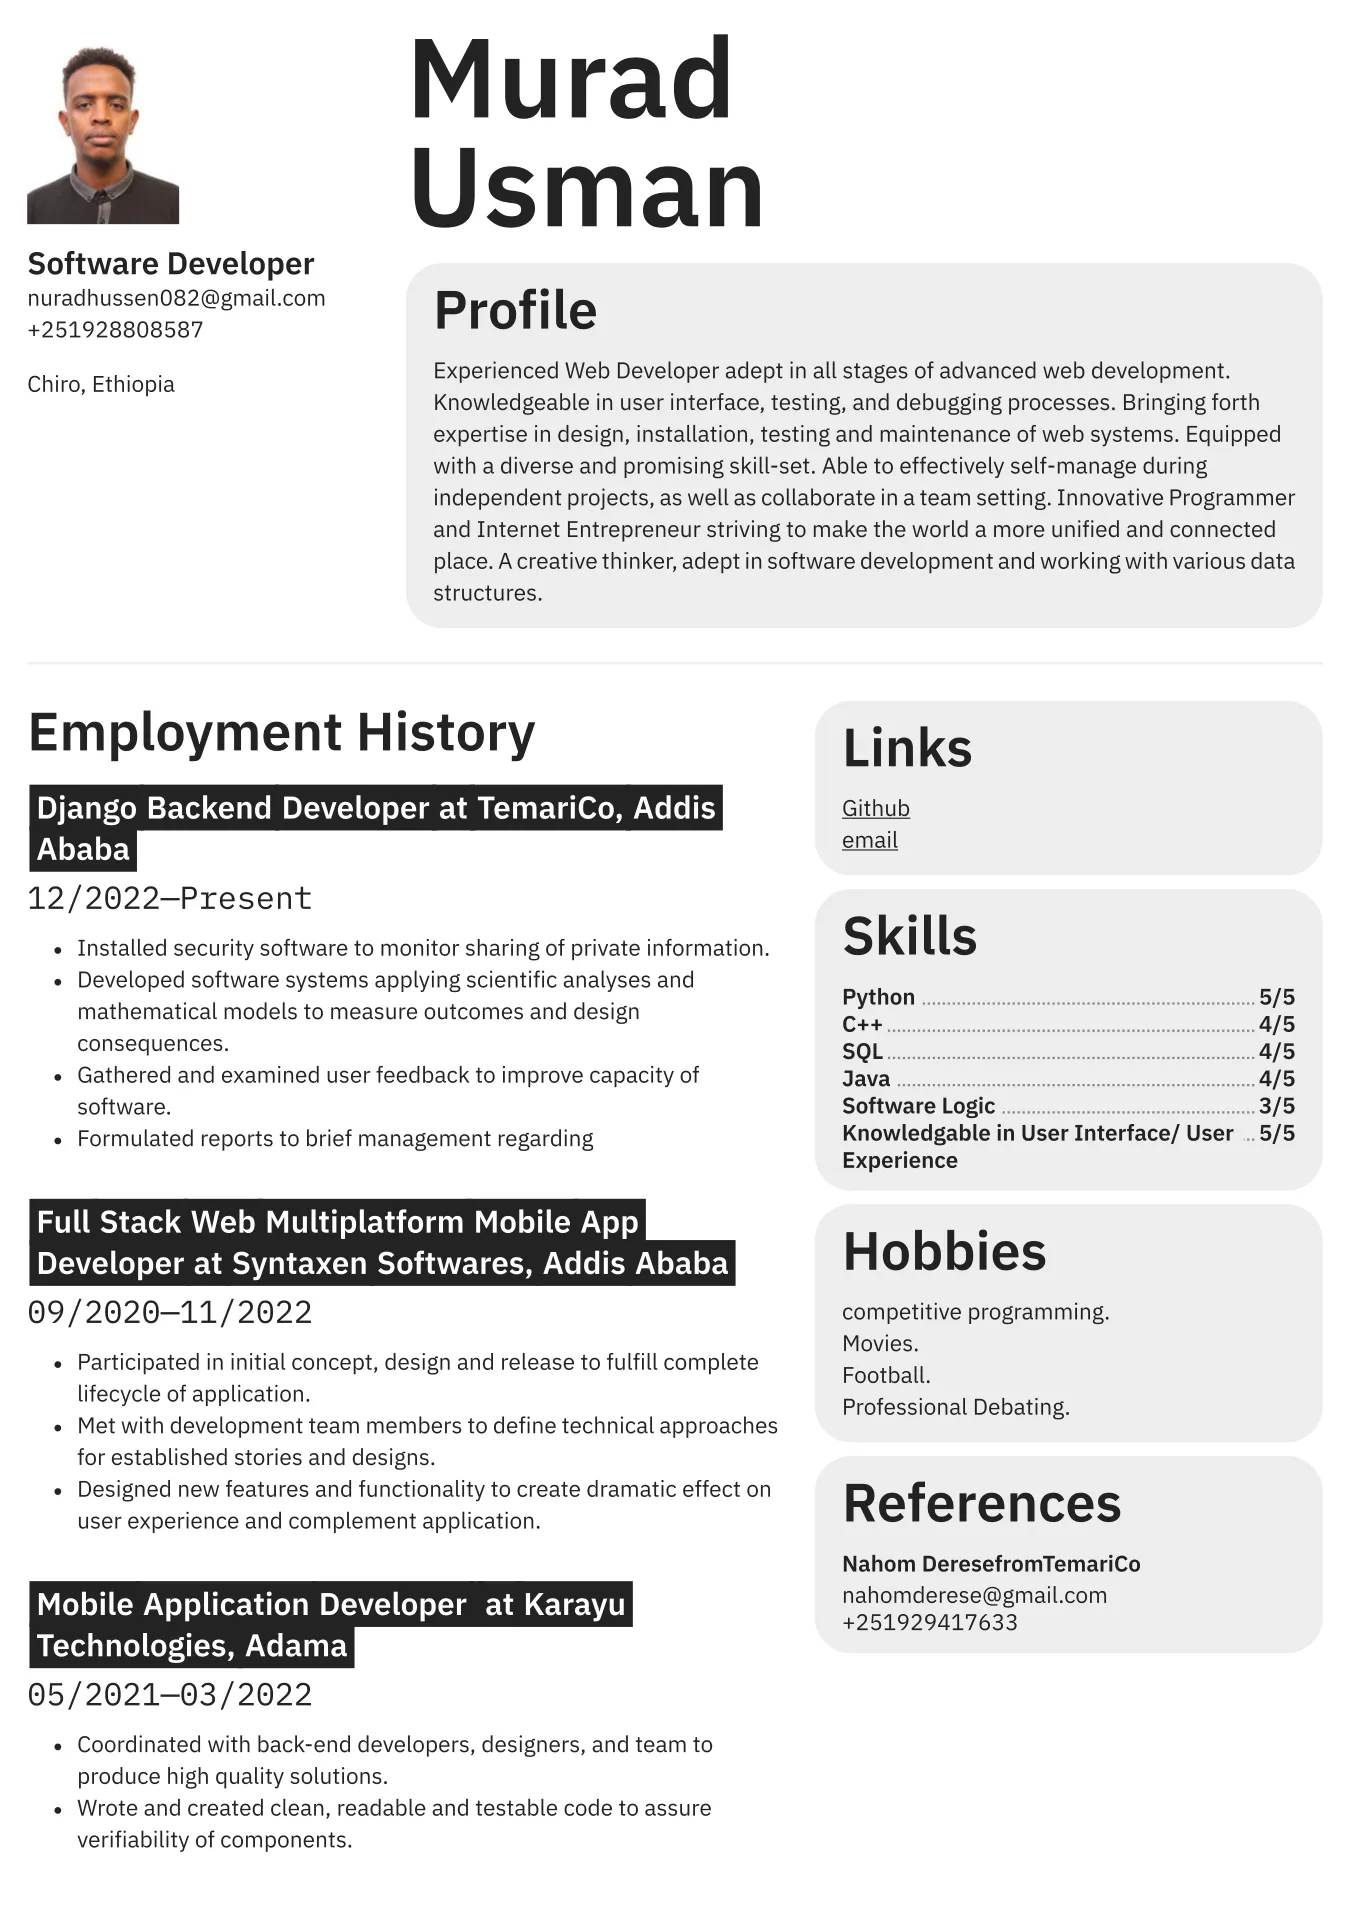 Murad
Usman
Software Developer
nuradhussen082@gmail.com
+251928808587
Chiro, Ethiopia
Profile
Experienced Web Developer adept in all stages of advanced web development.
Knowledgeable in user interface, testing, and debugging processes. Bringing forth
expertise in design, installation, testing and maintenance of web systems. Equipped
with a diverse and promising skill-set. Able to effectively self-manage during
independent projects, as well as collaborate in a team setting. Innovative Programmer
and Internet Entrepreneur striving to make the world a more unified and connected
place. A creative thinker, adept in software development and working with various data
structures.
Employment History
Django Backend Developer at TemariCo, Addis
Ababa
12/2022—Present
• Installed security software to monitor sharing of private information.
• Developed software systems applying scientific analyses and
mathematical models to measure outcomes and design
consequences.
• Gathered and examined user feedback to improve capacity of
software.
• Formulated reports to brief management regarding
Full Stack Web Multiplatform Mobile App
Developer at Syntaxen Softwares, Addis Ababa
09/2020—11/2022
• Participated in initial concept, design and release to fulfill complete
lifecycle of application.
• Met with development team members to define technical approaches
for established stories and designs.
• Designed new features and functionality to create dramatic effect on
user experience and complement application.
Mobile Application Developer  at Karayu
Technologies, Adama
05/2021—03/2022
• Coordinated with back-end developers, designers, and team to
produce high quality solutions.
• Wrote and created clean, readable and testable code to assure
verifiability of components.
Links
Github
email
Skills
Python 5/5
C++ 4/5
SQL 4/5
Java 4/5
Software Logic 3/5
Knowledgable in User Interface/ User 5/5
Experience
Hobbies
competitive programming.
Movies.
Football.
Professional Debating.
References
Nahom DeresefromTemariCo
nahomderese@gmail.com
+251929417633